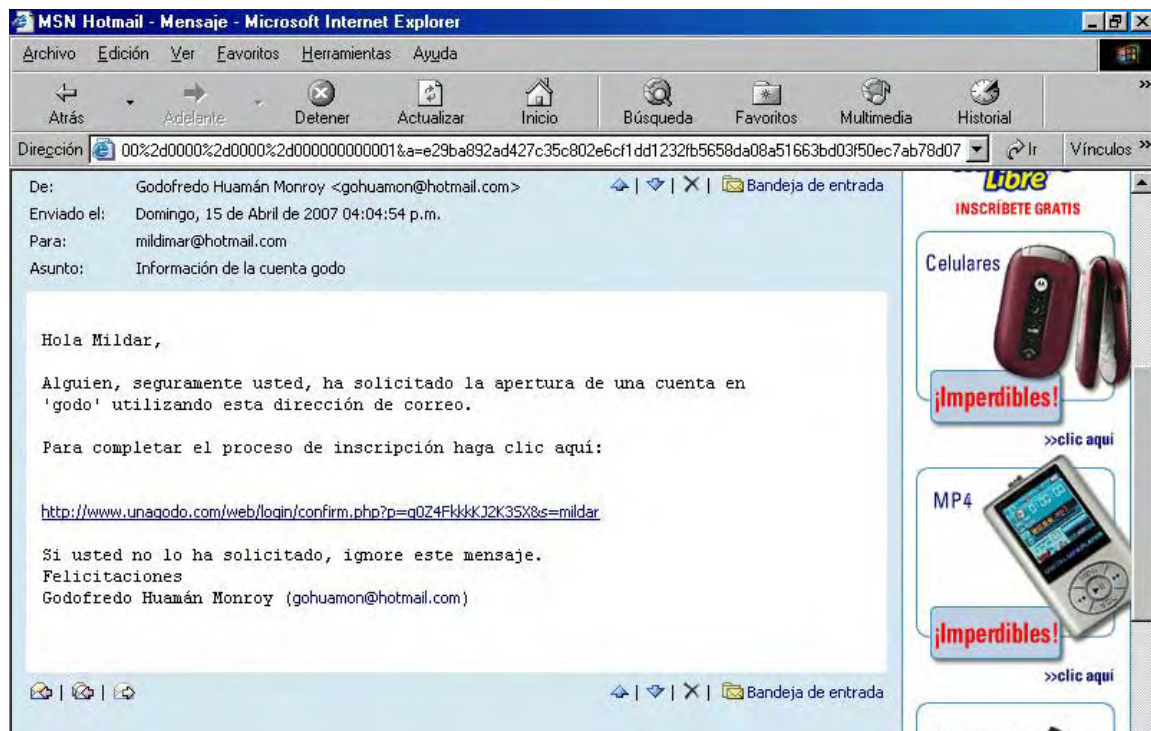 MSN Hotmail - Mensaje - Microsoft Internet Explorer
Archivo Edición Ver Favoritos Herramientas Ayuda
Atrás Adelante Detener Actualizar Inicio Búsqueda Favoritos Multimedia Historial »
Dirección 00%2d0000%2d0000%2d000000000001&a=e29ba892ad427c35c802e6cf1dd1232fb5658da08a51663bd03f50ec7ab78d07 Ir Vínculos »
De: Godofredo Huamán Monroy <gohuamon@hotmail.com> | | X | Bandeja de entrada
Enviado el: Domingo, 15 de Abril de 2007 04:04:54 p.m.
Para: mildimar@hotmail.com
Asunto: Información de la cuenta godo
Hola Mildar,
Alguien, seguramente usted, ha solicitado la apertura de una cuenta en
'godo' utilizando esta dirección de correo.
Para completar el proceso de inscripción haga clic aquí:
http://www.unagodo.com/web/login/confirm.php?p=q0Z4FkkkKJ2K3SX8&s=mildar
Si usted no lo ha solicitado, ignore este mensaje.
Felicitaciones
Godofredo Huamán Monroy (gohuamon@hotmail.com)
| | | | X | Bandeja de entrada
Libre
INSCRÍBETE GRATIS
Celulares
¡Imperdibles!
>>clic aquí
MP4
¡Imperdibles!
>>clic aquí